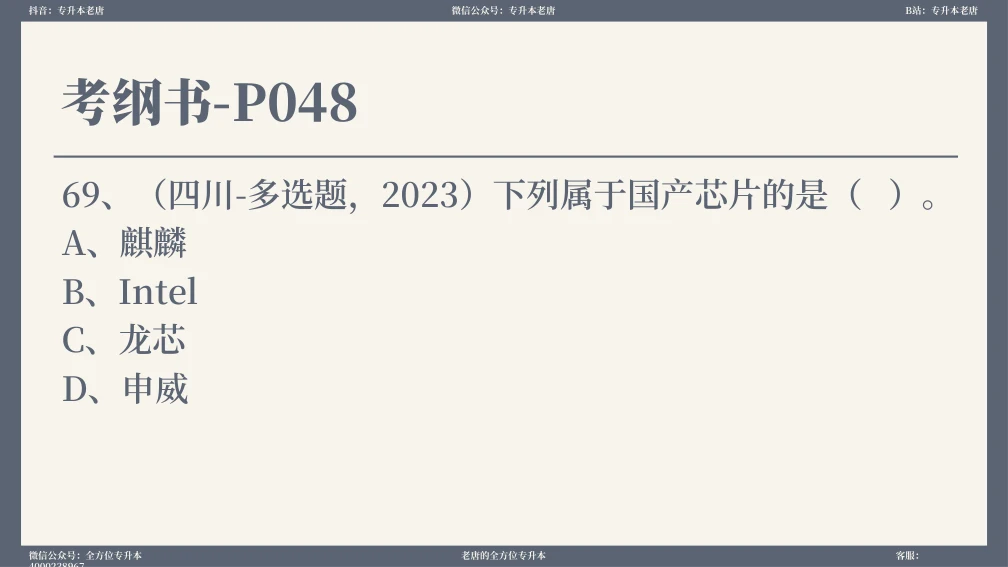 抖音：专升本老唐
微信公众号：专升本老唐
B站：专升本老唐
考纲书-P048
69、（四川-多选题，2023）下列属于国产芯片的是（ ）。
A、麒麟
B、Intel
C、龙芯
D、申威
微信公众号：全方位专升本
老唐的全方位专升本
客服：